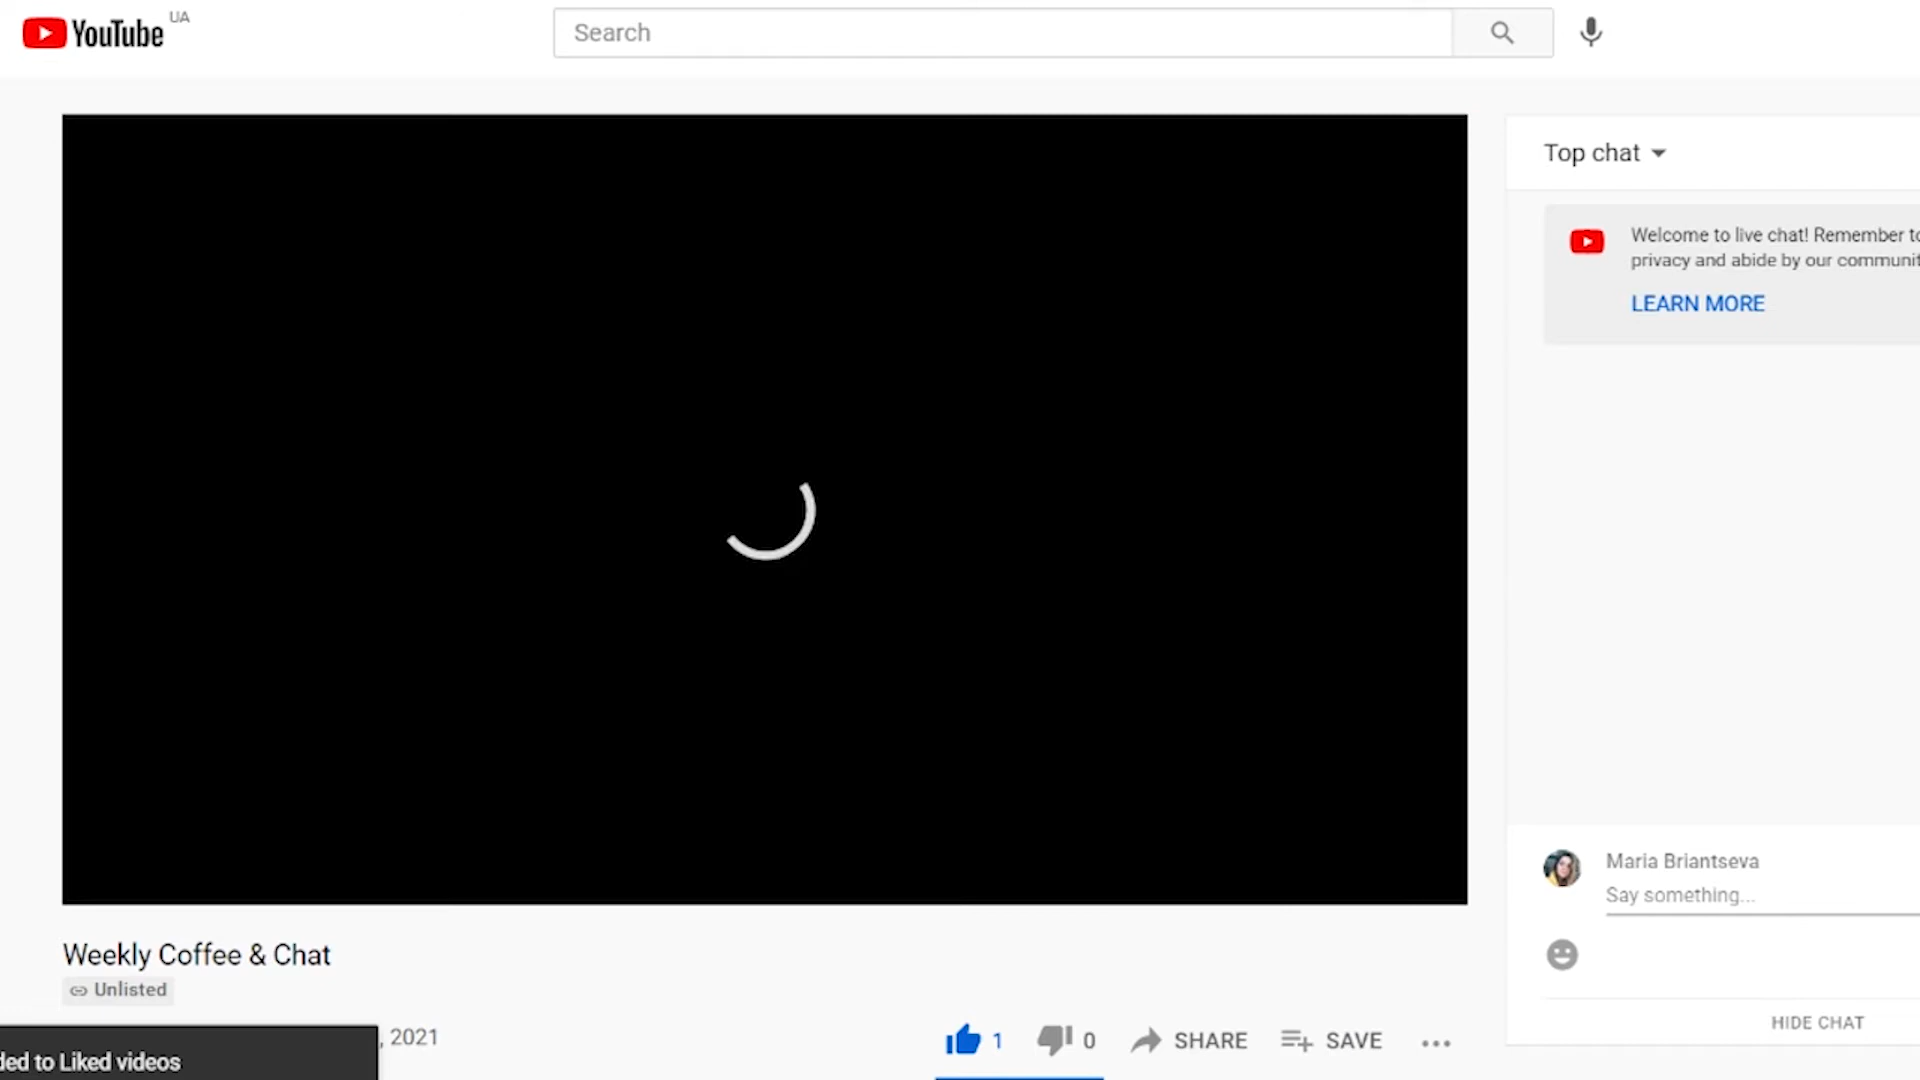 YouTube UA
Search
Top chat
Welcome to live chat! Remember to
privacy and abide by our communit
LEARN MORE
Maria Briantseva
Say something...
HIDE CHAT
Weekly Coffee & Chat
Unlisted
, 2021
1
0
SHARE
SAVE
ded to Liked videos